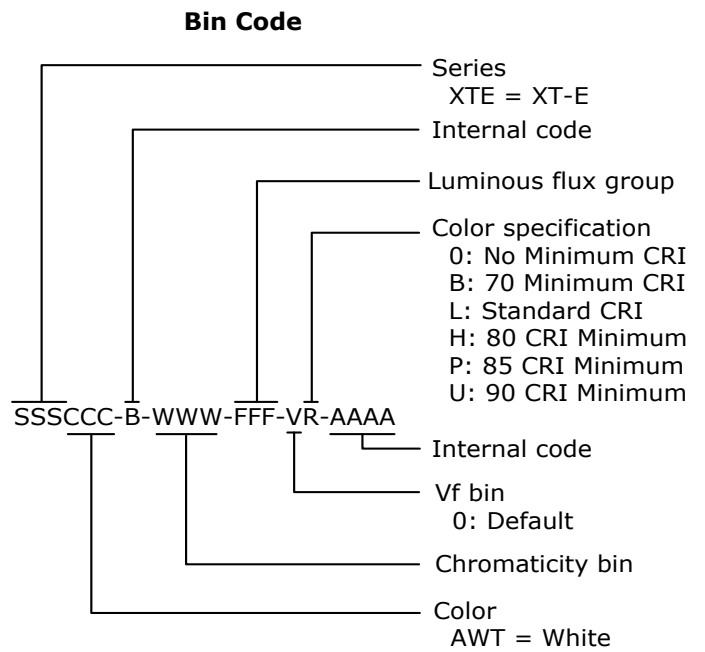 Bin Code
Series
XTE = XT-E
Internal code
Luminous flux group
Color specification
0: No Minimum CRI
B: 70 Minimum CRI
L: Standard CRI
H: 80 CRI Minimum
P: 85 CRI Minimum
U: 90 CRI Minimum
SSSCCC-B-WWW-FFF-VR-AAAA
Internal code
Vf bin
0: Default
Chromaticity bin
Color
AWT = White